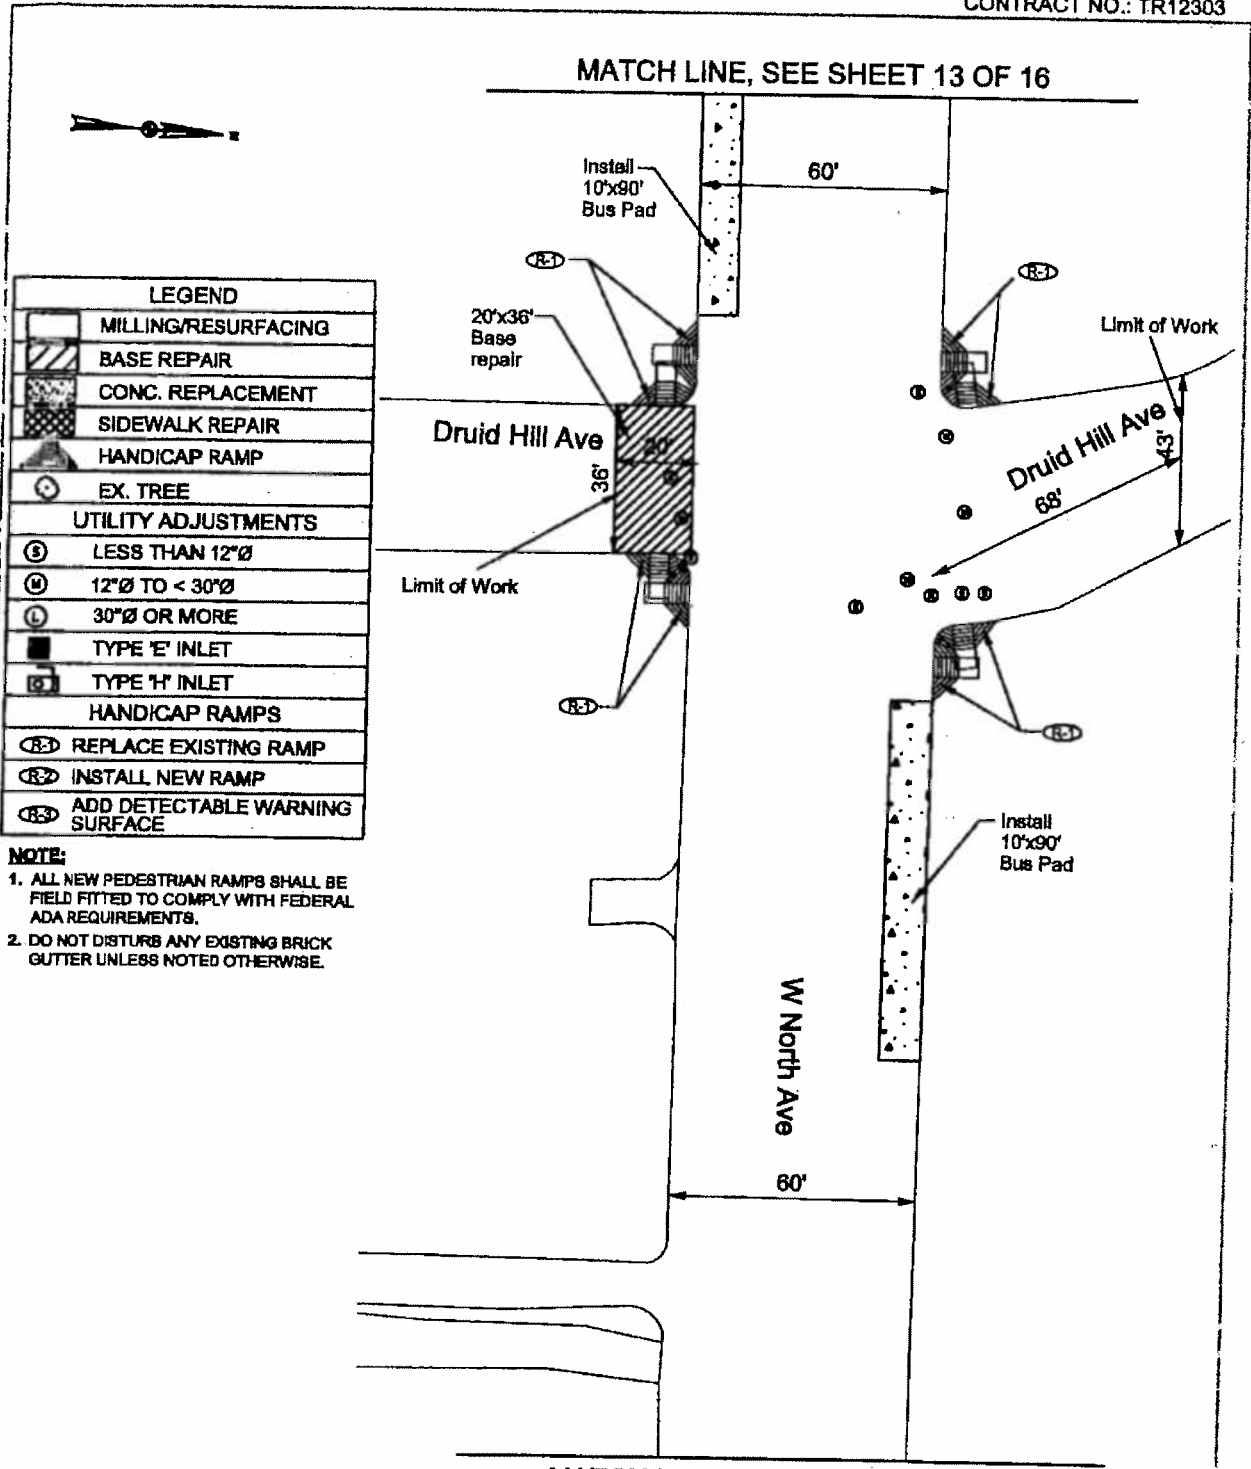 CONTRACT NO.: TR12303
MATCH LINE, SEE SHEET 13 OF 16
Install
10'x90'
Bus Pad
60'
R-1
R-1
20'x36'
Base
repair
Limit of Work
Druid Hill Ave
20'
36'
Druid Hill Ave
43'
68'
Limit of Work
R-1
R-1
Install
10'x90'
Bus Pad
W North Ave
60'
LEGEND
MILLING/RESURFACING
BASE REPAIR
CONC. REPLACEMENT
SIDEWALK REPAIR
HANDICAP RAMP
EX. TREE
UTILITY ADJUSTMENTS
S LESS THAN 12"Ø
M 12"Ø TO < 30"Ø
L 30"Ø OR MORE
TYPE 'E' INLET
TYPE 'H' INLET
HANDICAP RAMPS
R-1 REPLACE EXISTING RAMP
R-2 INSTALL NEW RAMP
R-3 ADD DETECTABLE WARNING
SURFACE
NOTE:
1. ALL NEW PEDESTRIAN RAMPS SHALL BE
FIELD FITTED TO COMPLY WITH FEDERAL
ADA REQUIREMENTS.
2. DO NOT DISTURB ANY EXISTING BRICK
GUTTER UNLESS NOTED OTHERWISE.